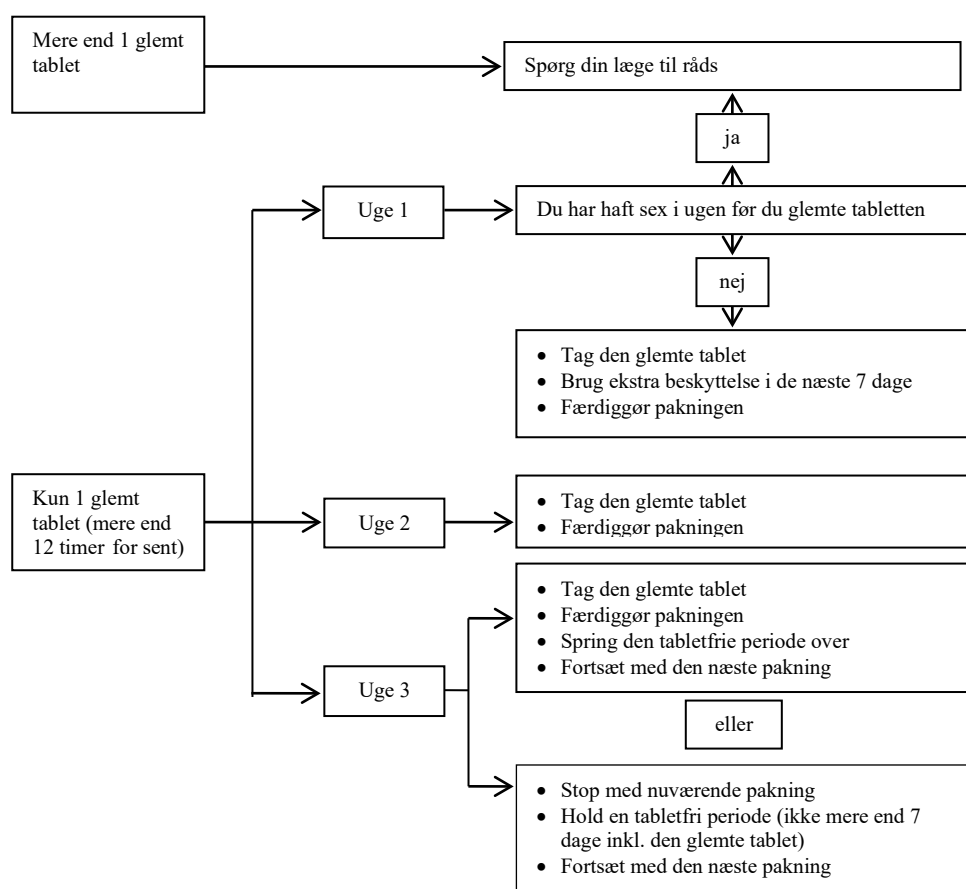 Mere end 1 glemt
tablet
Spørg din læge til råds
ja
Uge 1
Du har haft sex i ugen før du glemte tabletten
nej
• Tag den glemte tablet
• Brug ekstra beskyttelse i de næste 7 dage
• Færdiggør pakningen
Kun 1 glemt
tablet (mere end
12 timer for sent)
Uge 2
• Tag den glemte tablet
• Færdiggør pakningen
Uge 3
• Tag den glemte tablet
• Færdiggør pakningen
• Spring den tabletfrie periode over
• Fortsæt med den næste pakning
eller
• Stop med nuværende pakning
• Hold en tabletfri periode (ikke mere end 7
dage inkl. den glemte tablet)
• Fortsæt med den næste pakning